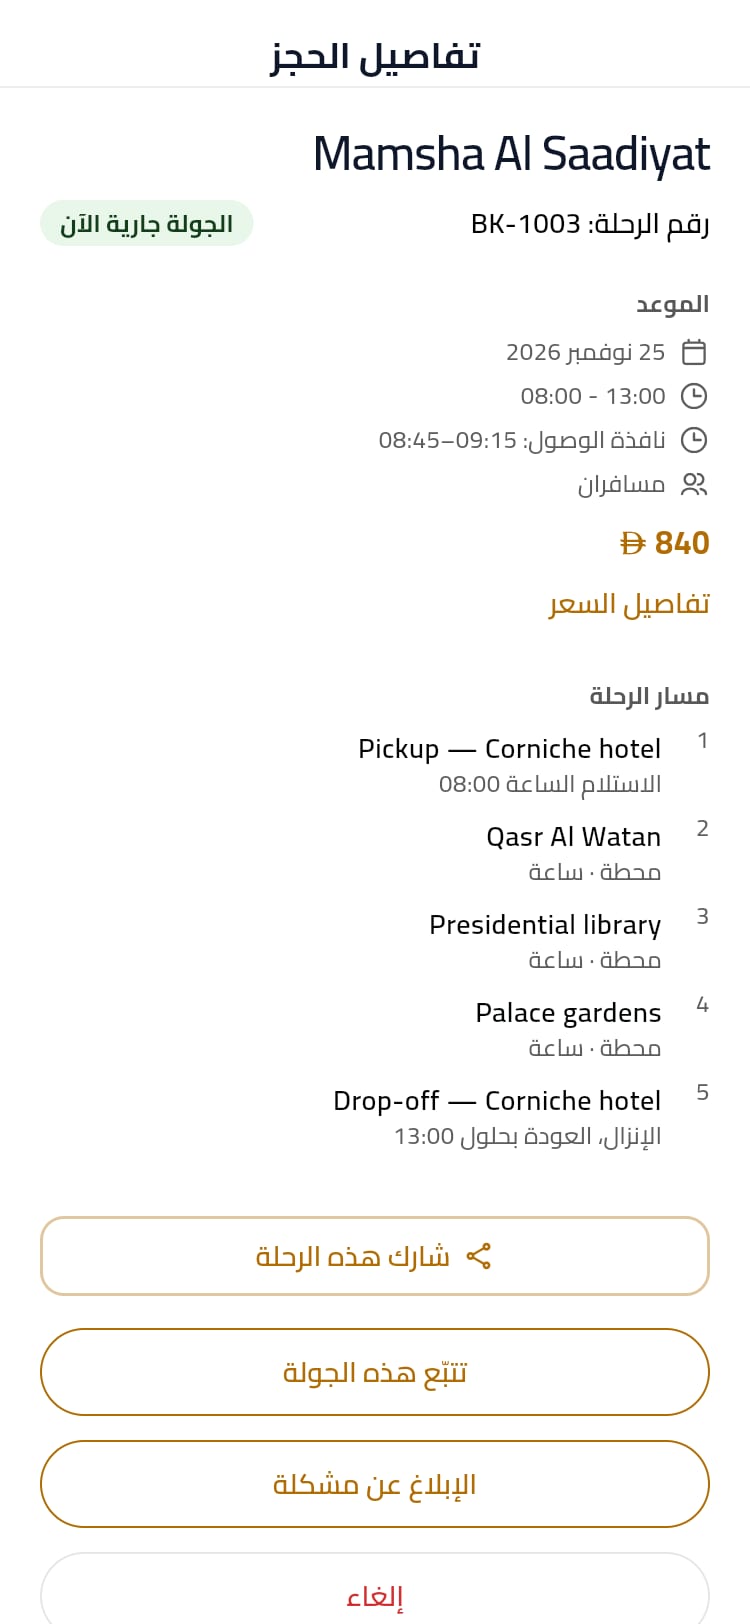 تفاصيل الحجز
Mamsha Al Saadiyat
رقم الرحلة: BK-1003
الجولة جارية الآن
الموعد
25 نوفمبر 2026
08:00 - 13:00
نافذة الوصول: 08:45–09:15
مسافران
840 AED
تفاصيل السعر
مسار الرحلة
1
Pickup — Corniche hotel
الاستلام الساعة 08:00
2
Qasr Al Watan
محطة · ساعة
3
Presidential library
محطة · ساعة
4
Palace gardens
محطة · ساعة
5
Drop-off — Corniche hotel
الإنزال، العودة بحلول 13:00
شارك هذه الرحلة
تتبّع هذه الجولة
الإبلاغ عن مشكلة
إلغاء